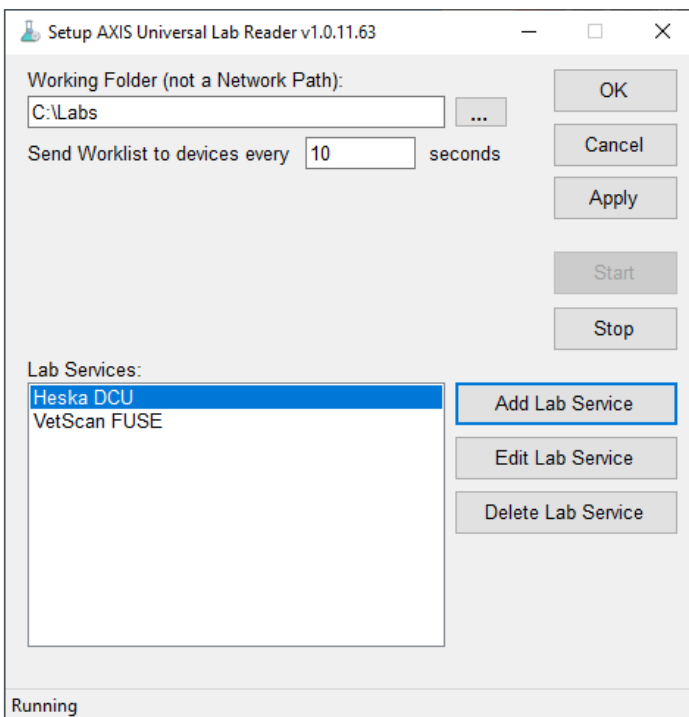 Setup AXIS Universal Lab Reader v1.0.11.63
Working Folder (not a Network Path):
C:\Labs
...
OK
Send Worklist to devices every 10 seconds
Cancel
Apply
Start
Stop
Lab Services:
Heska DCU
VetScan FUSE
Add Lab Service
Edit Lab Service
Delete Lab Service
Running